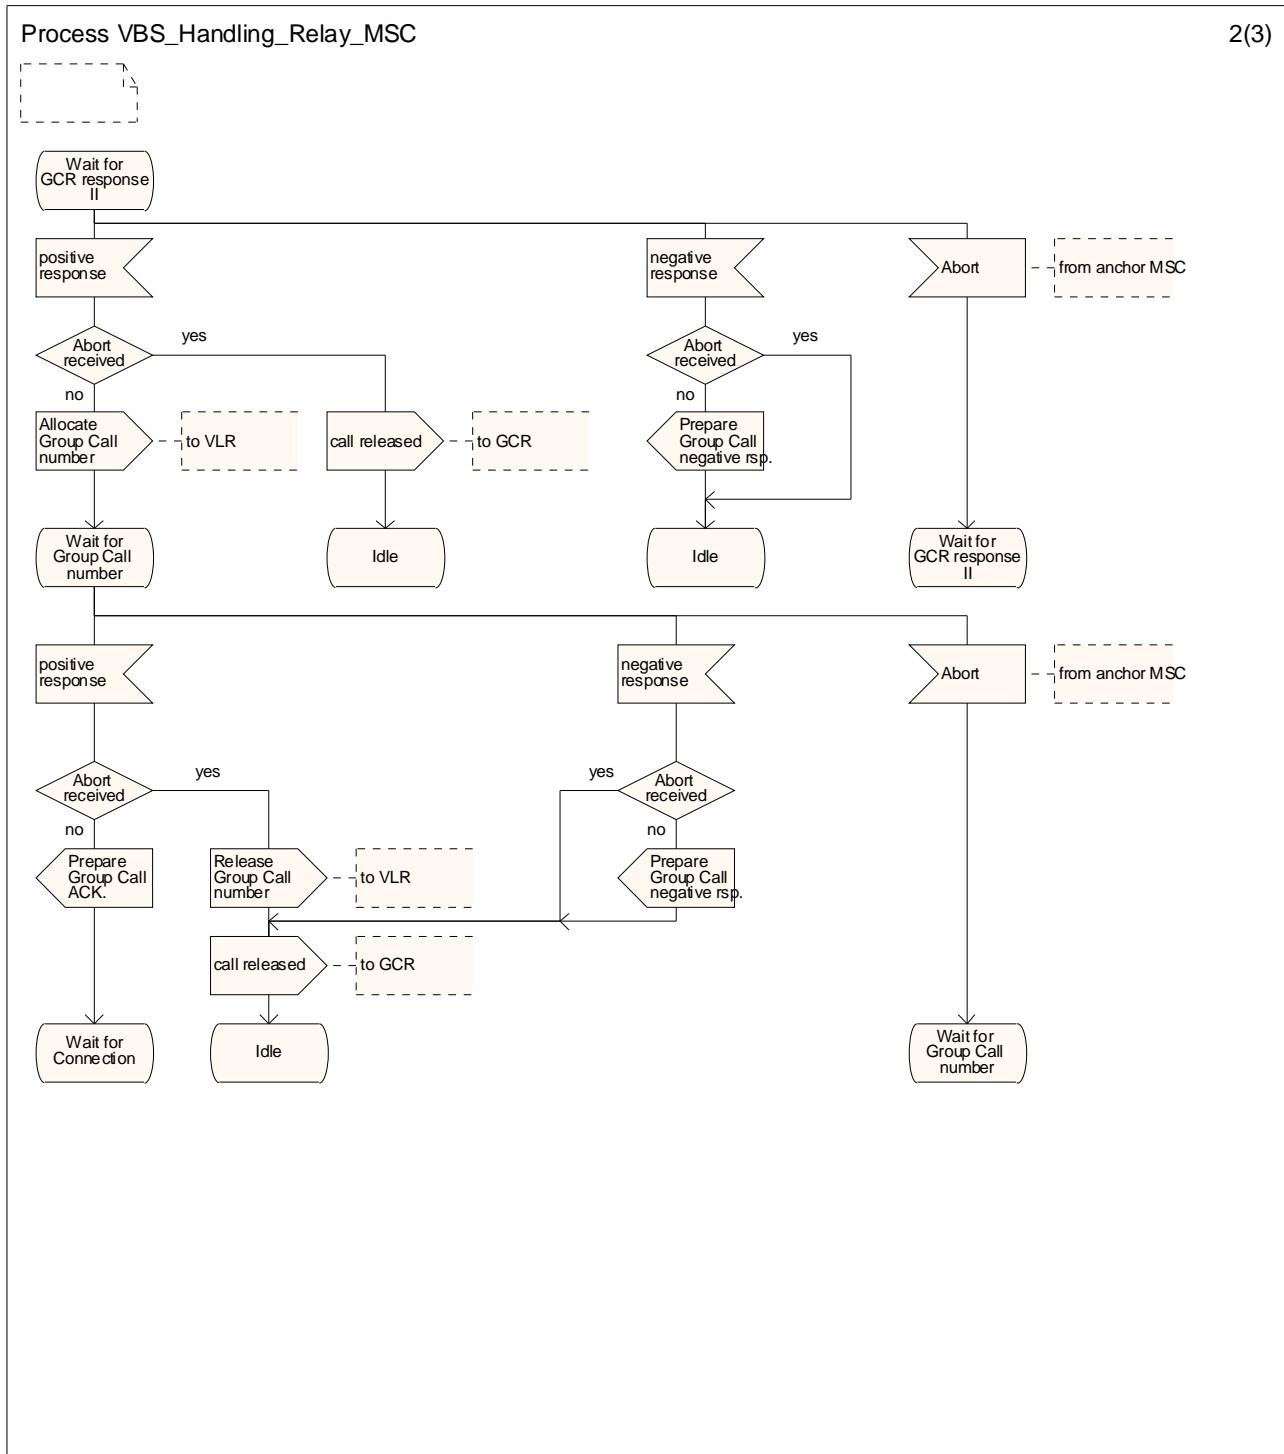 Process VBS_Handling_Relay_MSC
2(3)
Wait for
GCR response
II
positive
response
negative
response
Abort
from anchor MSC
Abort
received
yes
no
Abort
received
yes
no
Allocate
Group Call
number
to VLR
call released
to GCR
Prepare
Group Call
negative rsp.
Wait for
Group Call
number
Idle
Idle
Wait for
GCR response
II
positive
response
negative
response
Abort
from anchor MSC
Abort
received
yes
no
yes
Abort
received
no
Prepare
Group Call
ACK.
Release
Group Call
number
to VLR
Prepare
Group Call
negative rsp.
call released
to GCR
Wait for
Connection
Idle
Wait for
Group Call
number